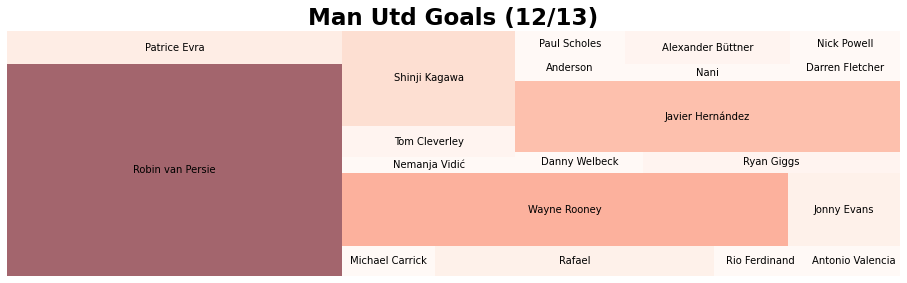 Man Utd Goals (12/13)
Patrice Evra
Robin van Persie
Shinji Kagawa
Tom Cleverley
Nemanja Vidić
Paul Scholes
Alexander Büttner
Nick Powell
Anderson
Nani
Darren Fletcher
Javier Hernández
Danny Welbeck
Ryan Giggs
Wayne Rooney
Jonny Evans
Michael Carrick
Rafael
Rio Ferdinand
Antonio Valencia